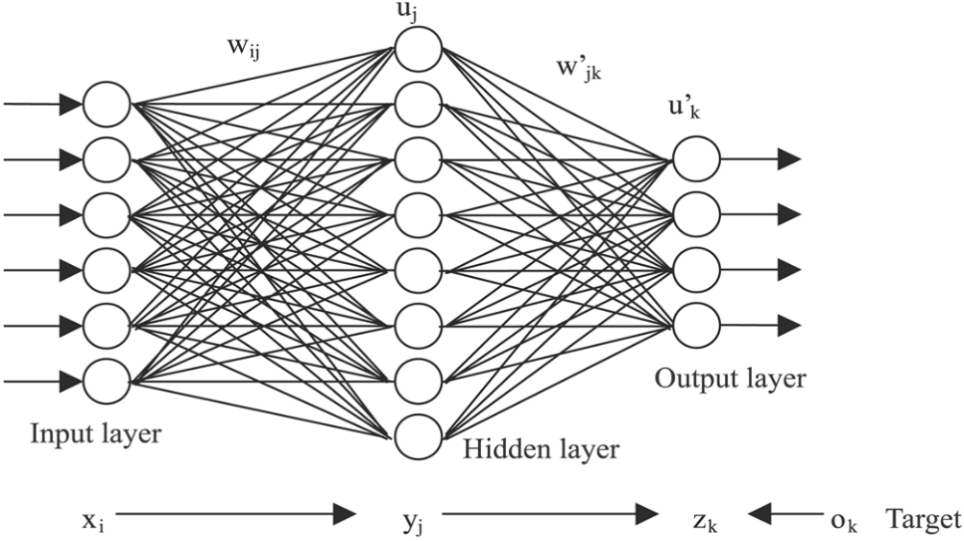 uⱼ
wᵢⱼ
w’ⱼₖ
u’ₖ
Output layer
Input layer
Hidden layer
xᵢ yⱼ zₖ oₖ Target